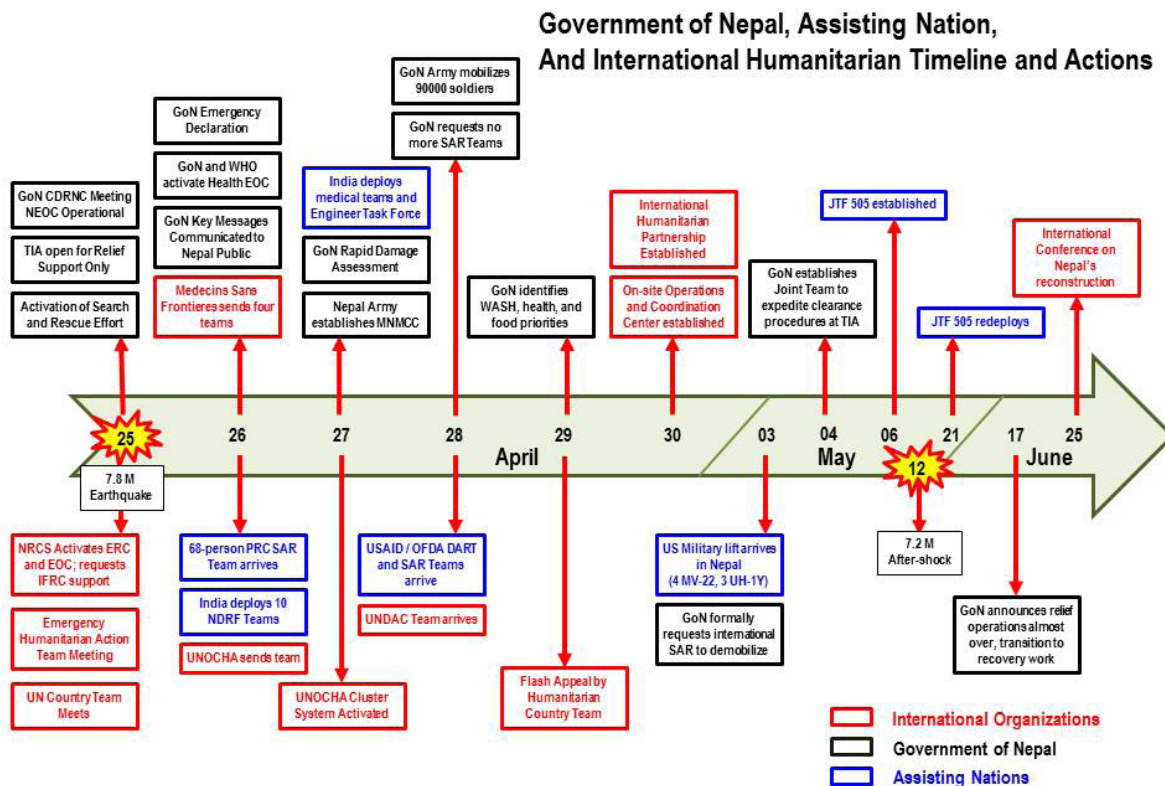 Government of Nepal, Assisting Nation,
And International Humanitarian Timeline and Actions
GoN Army mobilizes
90000 soldiers
GoN requests no
more SAR Teams
GoN Emergency
Declaration
GoN and WHO
activate Health EOC
GoN Key Messages
Communicated to
Nepal Public
Medecins Sans
Frontieres sends four
teams
GoN CDRNC Meeting
NEOC Operational
TIA open for Relief
Support Only
Activation of Search
and Rescue Effort
India deploys
medical teams and
Engineer Task Force
GoN Rapid Damage
Assessment
Nepal Army
establishes MNMCC
GoN identifies
WASH, health, and
food priorities
International
Humanitarian
Partnership
Established
On-site Operations
and Coordination
Center established
GoN establishes
Joint Team to
expedite clearance
procedures at TIA
JTF 505 established
JTF 505 redeploys
International
Conference on
Nepal's
reconstruction
25
26
27
28
29
30
03
04
06
12
21
17
25
April
May
June
7.8 M
Earthquake
NRCS Activates ERC
and EOC; requests
IFRC support
Emergency
Humanitarian Action
Team Meeting
UN Country Team
Meets
68-person PRC SAR
Team arrives
India deploys 10
NDRF Teams
UNOCHA sends team
UNOCHA Cluster
System Activated
USAID / OFDA DART
and SAR Teams
arrive
UNDAC Team arrives
Flash Appeal by
Humanitarian
Country Team
US Military lift arrives
in Nepal
(4 MV-22, 3 UH-1Y)
GoN formally
requests international
SAR to demobilize
7.2 M
After-shock
GoN announces relief
operations almost
over, transition to
recovery work
International Organizations
Government of Nepal
Assisting Nations